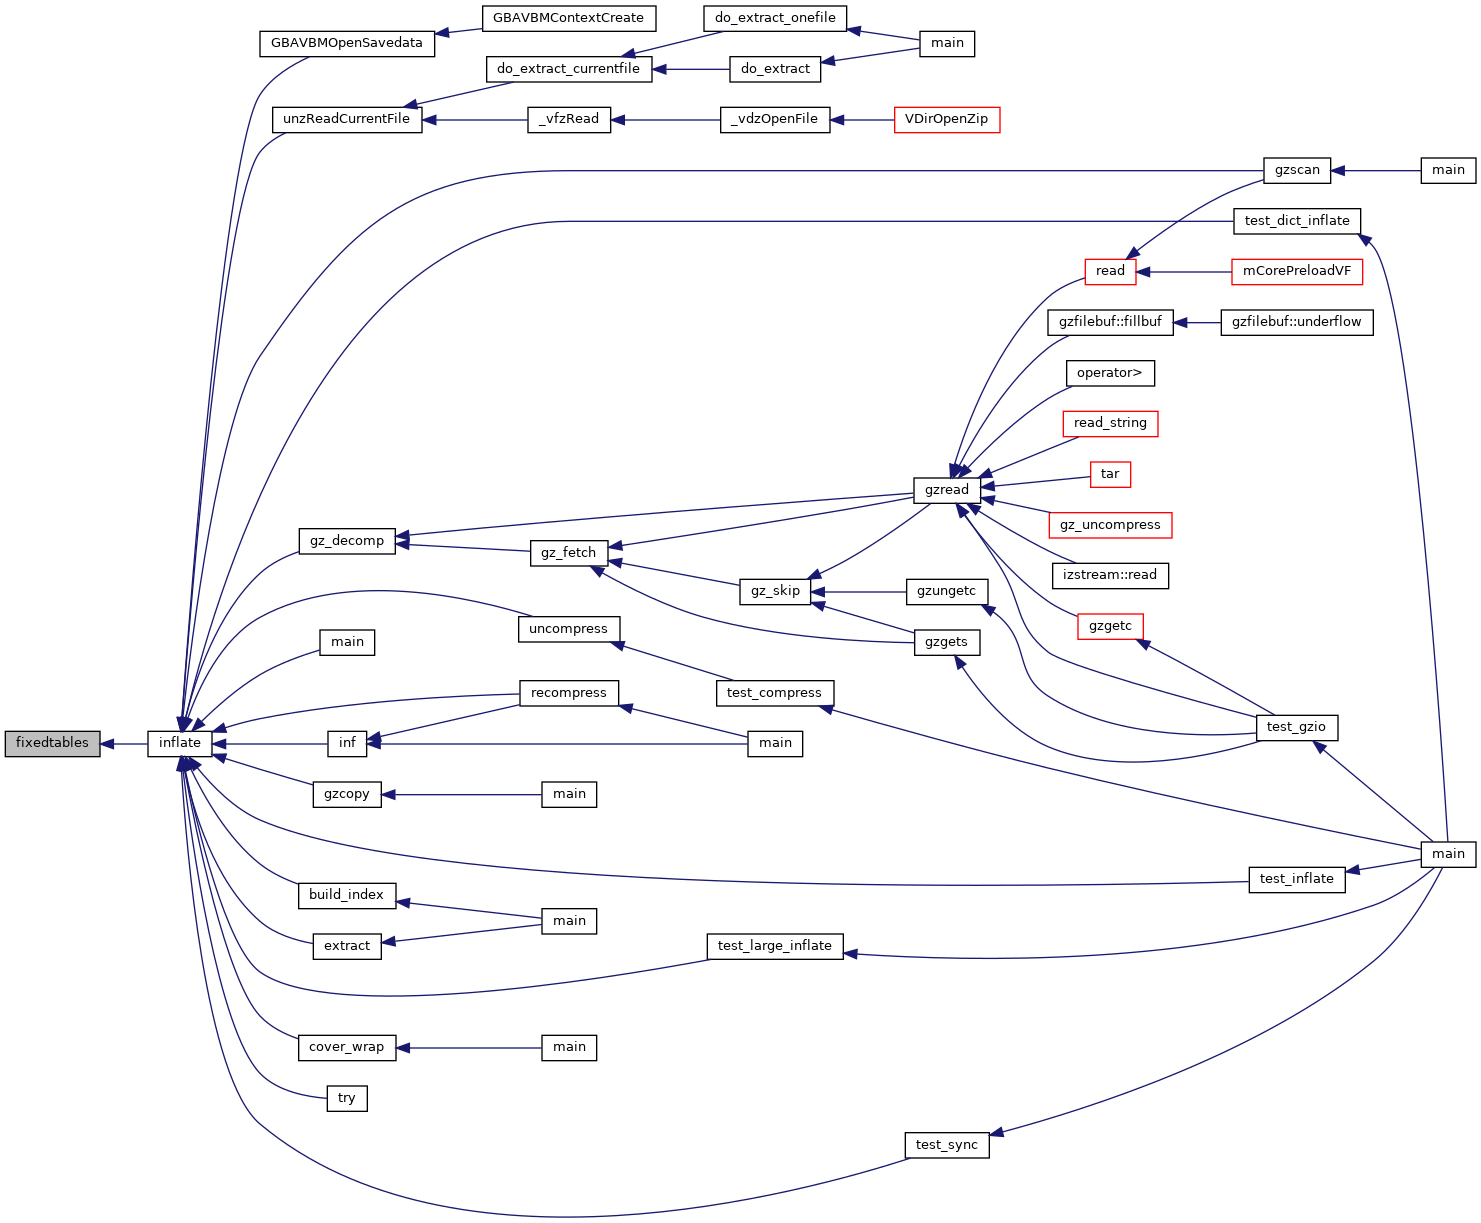 GBAVBMContextCreate
do_extract_onefile
GBAVBMOpenSavedata
main
do_extract_currentfile
do_extract
unzReadCurrentFile
_vfzRead
_vdzOpenFile
VDirOpenZip
gzscan
main
test_dict_inflate
read
mCorePreloadVF
gzfilebuf::fillbuf
gzfilebuf::underflow
operator>
read_string
tar
gzread
gz_uncompress
gz_decomp
gz_fetch
izstream::read
gz_skip
gzungetc
gzgetc
uncompress
main
gzgets
recompress
test_compress
test_gzio
fixedtables
inflate
inf
main
gzcopy
main
main
test_inflate
build_index
main
extract
test_large_inflate
cover_wrap
main
try
test_sync